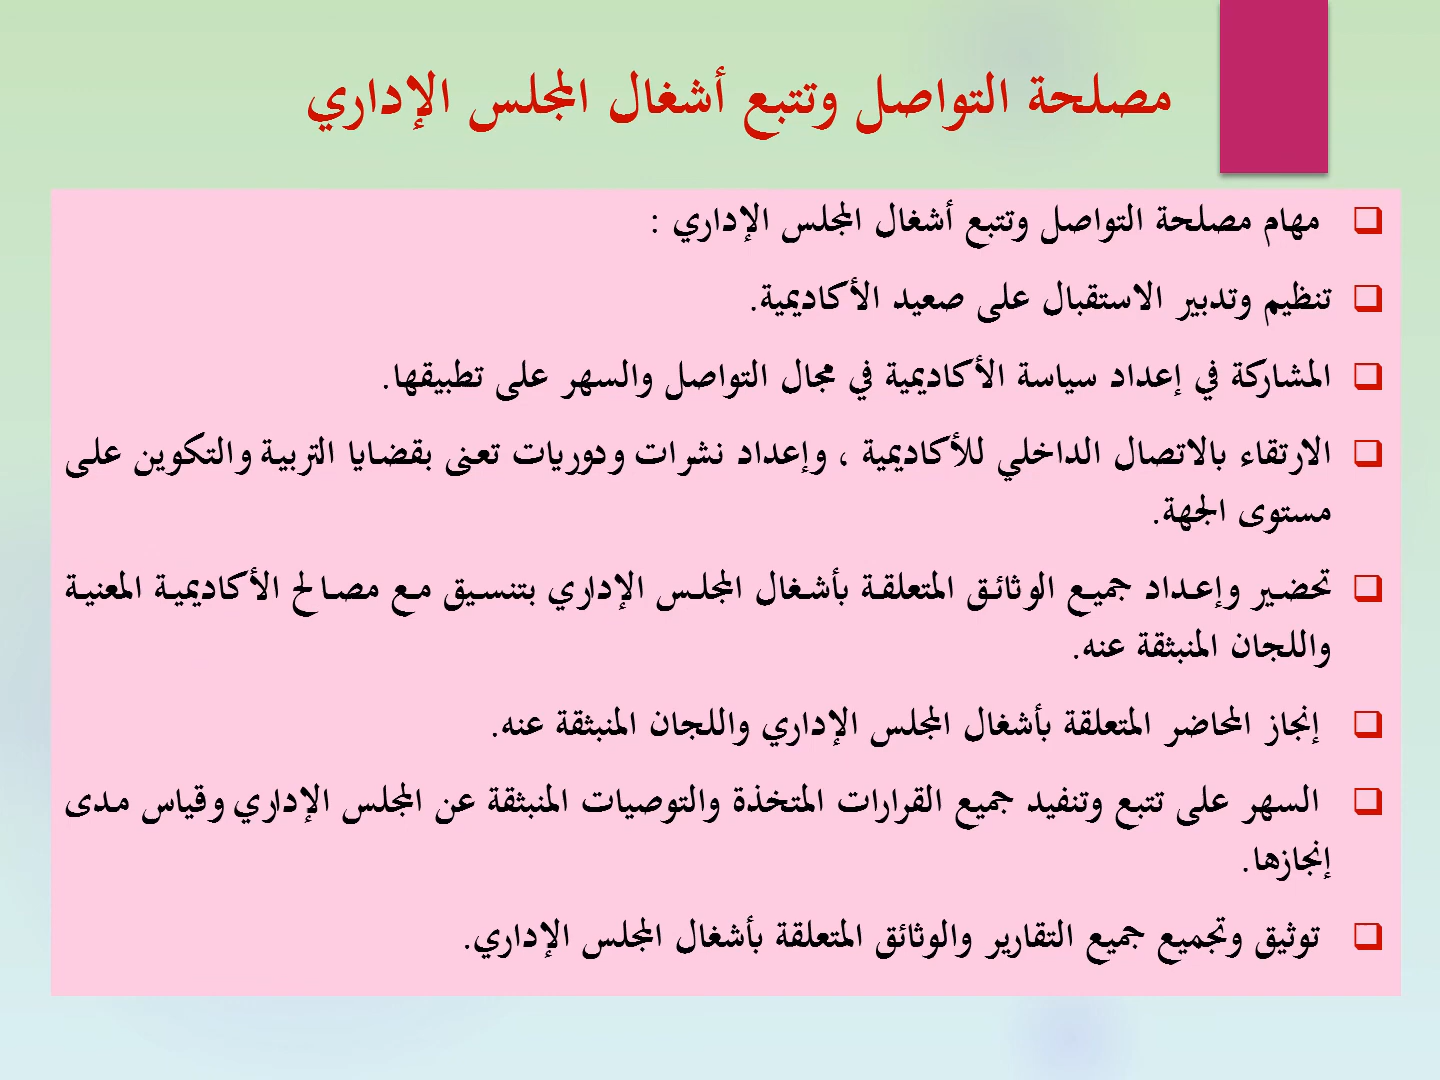 مصلحة التواصل وتتبع أشغال المجلس الإداري
مهام مصلحة التواصل وتتبع أشغال المجلس الإداري :
تنظيم وتدبير الاستقبال على صعيد الأكاديمية.
المشاركة في إعداد سياسة الأكاديمية في مجال التواصل والسهر على تطبيقها.
الارتقاء بالاتصال الداخلي للأكاديمية ، وإعداد نشرات ودوريات تعنى بقضايا التربية والتكوين على
مستوى الجهة.
تحضير وإعداد جميع الوثائق المتعلقة بأشغال المجلس الإداري بتنسيق مع مصالح الأكاديمية المعنية
واللجان المنبثقة عنه.
إنجاز المحاضر المتعلقة بأشغال المجلس الإداري واللجان المنبثقة عنه.
السهر على تتبع وتنفيد جميع القرارات المتخذة والتوصيات المنبثقة عن المجلس الإداري وقياس مدى
إنجازها.
توثيق وتجميع جميع التقارير والوثائق المتعلقة بأشغال المجلس الإداري.